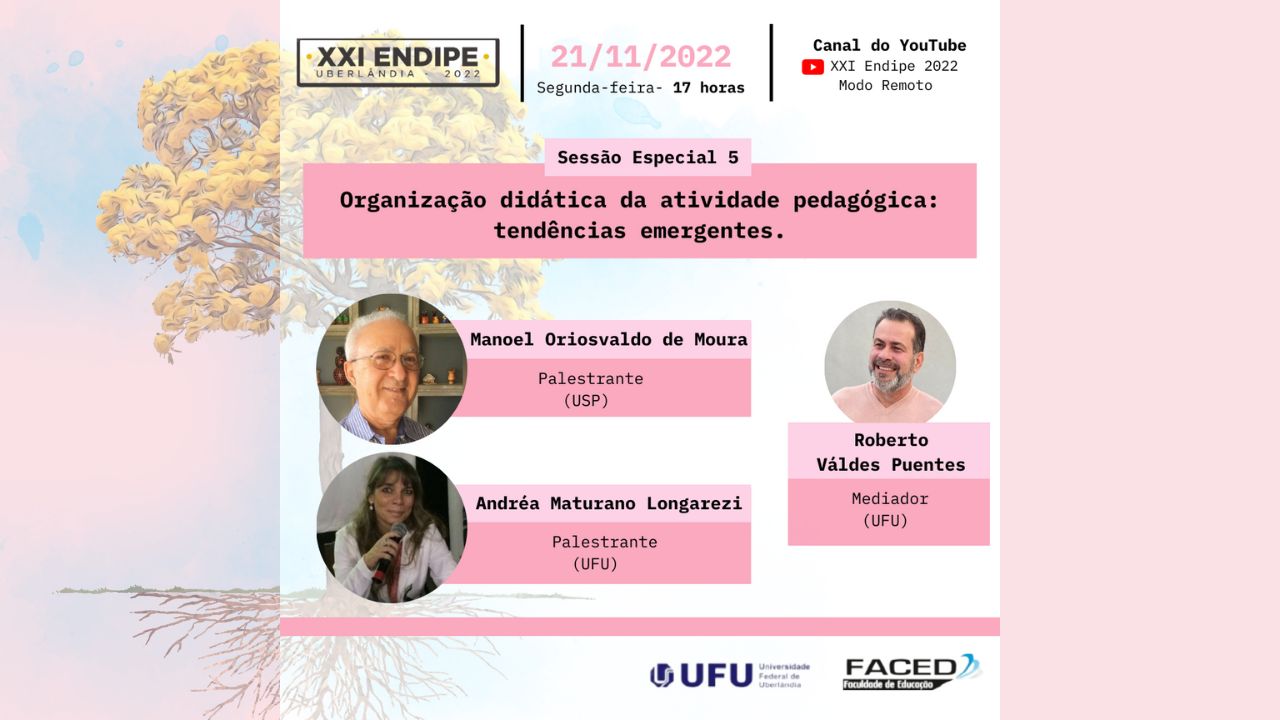 XXI ENDIPE
UBERLÂNDIA - 2022
21/11/2022
Segunda-feira- 17 horas
Canal do YouTube
XXI Endipe 2022
Modo Remoto
Sessão Especial 5
Organização didática da atividade pedagógica:
tendências emergentes.
Manoel Oriosvaldo de Moura
Palestrante
(USP)
Andréa Maturano Longarezi
Palestrante
(UFU)
Roberto
Váldes Puentes
Mediador
(UFU)
UFU
Universidade
Federal de
Uberlândia
FACED
Faculdade de Educação